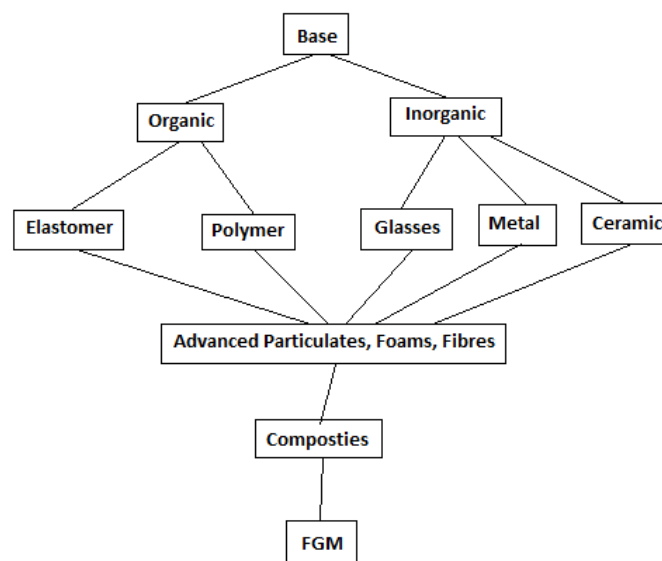 Base
Organic
Inorganic
Elastomer
Polymer
Glasses
Metal
Ceramic
Advanced Particulates, Foams, Fibres
Composties
FGM